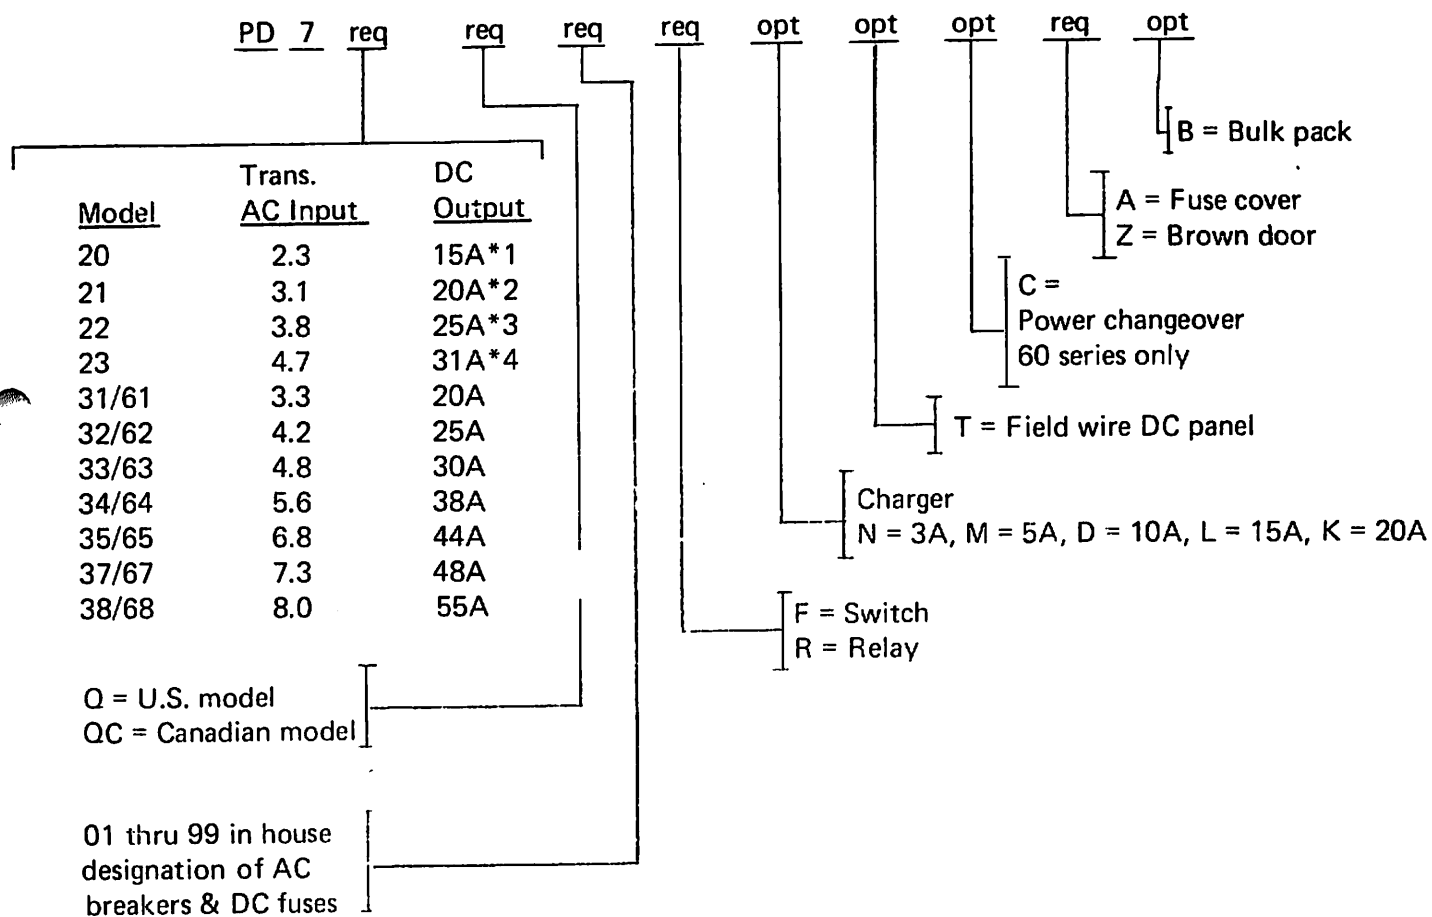 PD 7 req req req req opt opt opt req opt
B = Bulk pack
A = Fuse cover
Z = Brown door
C =
Power changeover
60 series only
T = Field wire DC panel
Charger
N = 3A, M = 5A, D = 10A, L = 15A, K = 20A
F = Switch
R = Relay
Trans. DC
Model AC Input Output
20 2.3 15A*1
21 3.1 20A*2
22 3.8 25A*3
23 4.7 31A*4
31/61 3.3 20A
32/62 4.2 25A
33/63 4.8 30A
34/64 5.6 38A
35/65 6.8 44A
37/67 7.3 48A
38/68 8.0 55A
Q = U.S. model
QC = Canadian model
01 thru 99 in house
designation of AC
breakers & DC fuses